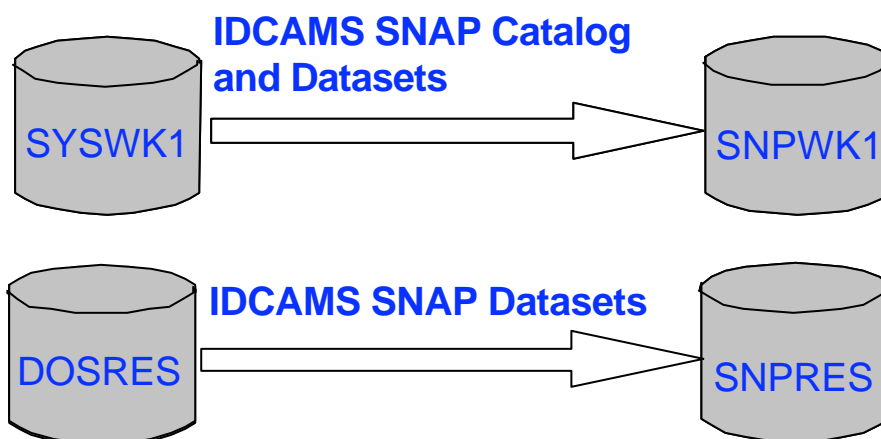 IDCAMS SNAP Catalog
and Datasets
SYSWK1
SNPWK1
IDCAMS SNAP Datasets
DOSRES
SNPRES